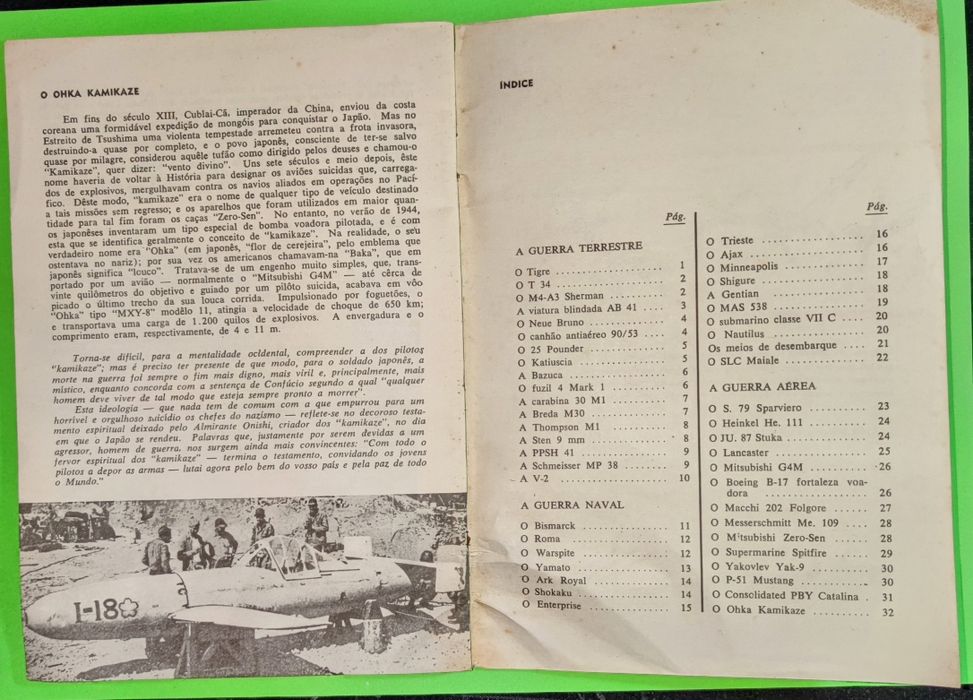 O OHKA KAMIKAZE
Em fins do século XIII, Cublai-Cã, imperador da China, enviou da costa
coreana uma formidável expedição de mongóis para conquistar o Japão. Mas no
Estreito de Tsushima uma violenta tempestade arremeteu contra a frota invasora,
destruindo-a quase por completo, e o povo japonês, consciente de ter-se salvo
quase por milagre, considerou aquêle tufão como dirigido pelos deuses e chamou-o
"Kamikaze", quer dizer: "vento divino". Uns sete séculos e meio depois, êste
nome haveria de voltar à História para designar os aviões suicidas que, carrega-
dos de explosivos, mergulhavam contra os navios aliados em operações no Pací-
fico. Dêste modo, "kamikaze" era o nome de qualquer tipo de veículo destinado
a tais missões sem regresso; e os aparelhos que foram utilizados em maior quan-
tidade para tal fim foram os caças "Zero-Sen". No entanto, no verão de 1944,
os japonêses inventaram um tipo especial de bomba voadora pilotada, e é com
esta que se identifica geralmente o conceito de "kamikaze". Na realidade, o seu
verdadeiro nome era "Ohka" (em japonês, "flor de cerejeira", pelo emblema que
ostentava no nariz); por sua vez os americanos chamavam-na "Baka", que em
japonês significa "louco". Tratava-se de um engenho muito simples, que, trans-
portado por um avião — normalmente o "Mitsubishi G4M" — até cêrca de
vinte quilômetros do objetivo e guiado por um pilôto suicida, acabava em vôo
picado o último trecho da sua louca corrida. Impulsionado por foguetões, o
"Ohka" tipo "MXY-8" modêlo 11, atingia a velocidade de choque de 650 km;
e transportava uma carga de 1.200 quilos de explosivos. A envergadura e o
comprimento eram, respectivamente, de 4 e 11 m.
Torna-se difícil, para a mentalidade ocidental, compreender a dos pilotos
"kamikaze"; mas é preciso ter presente de que modo, para o soldado japonês, a
morte na guerra foi sempre o fim mais digno, mais viril e, principalmente, mais
místico, enquanto concorda com a sentença de Confúcio segundo a qual "qualquer
homem deve viver de tal modo que esteja sempre pronto a morrer".
Esta ideologia — que nada tem de comum com a que empurrou para um
horrível e orgulhoso suicídio os chefes do nazismo — reflete-se no decoroso testa-
mento espiritual deixado pelo Almirante Onishi, criador dos "kamikaze", no dia
em que o Japão se rendeu. Palavras que, justamente por serem devidas a um
agressor, homem de guerra, nos surgem ainda mais convincentes: "Com todo o
fervor espiritual dos "kamikaze" — termina o testamento, convidando os jovens
pilotos a depor as armas — lutai agora pelo bem do vosso país e pela paz de todo
o Mundo."
I-18
ÍNDICE
Pág.
A GUERRA TERRESTRE
O Tigre 1
O T 34 2
O M4-A3 Sherman 2
A viatura blindada AB 41 3
O Neue Bruno 4
O canhão antiaéreo 90/53 4
O 25 Pounder 5
O Katiuscia 5
A Bazuca 6
O fuzil 4 Mark 1 6
A carabina 30 M1 7
A Breda M30 7
A Thompson M1 8
A Sten 9 mm 8
A PPSH 41 9
A Schmeisser MP 38 9
A V-2 10
A GUERRA NAVAL
O Bismarck 11
O Roma 12
O Warspite 12
O Yamato 13
O Ark Royal 14
O Shokaku 14
O Enterprise 15
Pág.
O Trieste 16
O Ajax 16
O Minneapolis 17
O Shigure 18
A Gentian 18
O MAS 538 19
O submarino classe VII C 20
O Nautilus 20
Os meios de desembarque 21
O SLC Maiale 22
A GUERRA AÉREA
O S. 79 Sparviero 23
O Heinkel He. 111 24
O JU. 87 Stuka 24
O Lancaster 25
O Mitsubishi G4M 26
O Boeing B-17 fortaleza voa-
dora 26
O Macchi 202 Folgore 27
O Messerschmitt Me. 109 28
O Mitsubishi Zero-Sen 28
O Supermarine Spitfire 29
O Yakovlev Yak-9 30
O P-51 Mustang 30
O Consolidated PBY Catalina 31
O Ohka Kamikaze 32